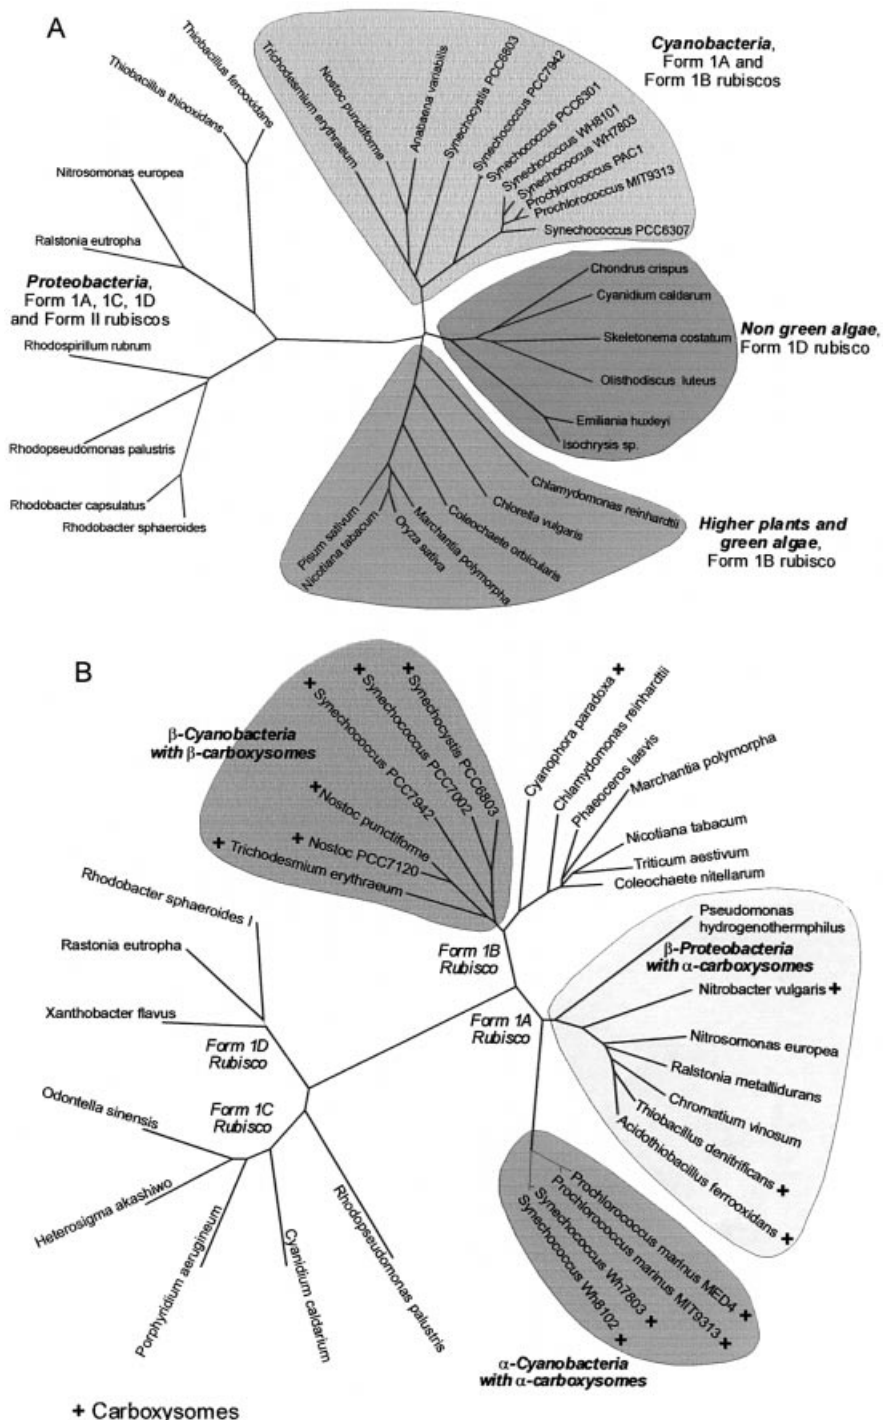 A
Thiobacillus ferooxidans
Thiobacillus thiooxidans
Nitrosomonas europea
Ralstonia eutropha
Proteobacteria,
Form 1A, 1C, 1D
and Form II rubiscos
Rhodospirillum rubrum
Rhodopseudomonas palustris
Rhodobacter capsulatus
Rhodobacter sphaeroides
Trichodesmium erythraeum
Nostoc punctiforme
Anabaena variabilis
Synechocystis PCC6803
Synechococcus PCC7942
Synechococcus PCC6301
Synechococcus WH8101
Synechococcus WH7803
Prochlorococcus PAC1
Prochlorococcus MIT9313
Synechococcus PCC6307
Cyanobacteria,
Form 1A and
Form 1B rubiscos
Chondrus crispus
Cyanidium caldarum
Skeletonema costatum
Olisthodiscus luteus
Emiliania huxleyi
Isochrysis sp.
Non green algae,
Form 1D rubisco
Chlamydomonas reinhardtii
Chlorella vulgaris
Coleochaete orbicularis
Marchantia polymorpha
Oryza sativa
Nicotiana tabacum
Pisum sativum
Higher plants and
green algae,
Form 1B rubisco
B
β-Cyanobacteria
with β-carboxysomes
+ Synechocystis PCC6803
+ Synechococcus PCC7002
+ Synechococcus PCC7942
+ Nostoc punctiforme
+ Nostoc PCC7120
+ Trichodesmium erythraeum
Cyanophora paradoxa +
Chlamydomonas reinhardtii
Phaeoceros laevis
Marchantia polymorpha
Nicotiana tabacum
Triticum aestivum
Coleochaete nitellarum
Form 1B
Rubisco
Pseudomonas
hydrogenothermphilus
β-Proteobacteria
with α-carboxysomes
Nitrobacter vulgaris +
Nitrosomonas europea
Ralstonia metallidurans
Chromatium vinosum
Thiobacillus denitrificans +
Acidothiobacillus ferrooxidans +
Form 1A
Rubisco
Rhodobacter sphaeroides I
Rastonia eutropha
Xanthobacter flavus
Form 1D
Rubisco
Form 1C
Rubisco
Odontella sinensis
Heterosigma akashiwo
Porphyridium aerugineum
Cyanidium caldarium
Rhodopseudomonas palustris
Prochlorococcus marinus MED4 +
Prochlorococcus marinus MIT9313 +
Synechococcus Wh7803 +
Synechococcus Wh8102 +
α-Cyanobacteria
with α-carboxysomes
+ Carboxysomes